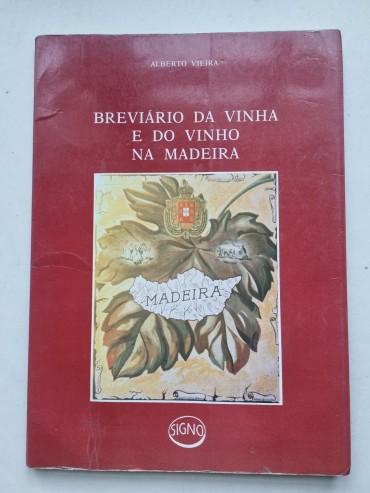 ALBERTO VIEIRA
BREVIÁRIO DA VINHA
E DO VINHO
NA MADEIRA
MADEIRA
SIGNO